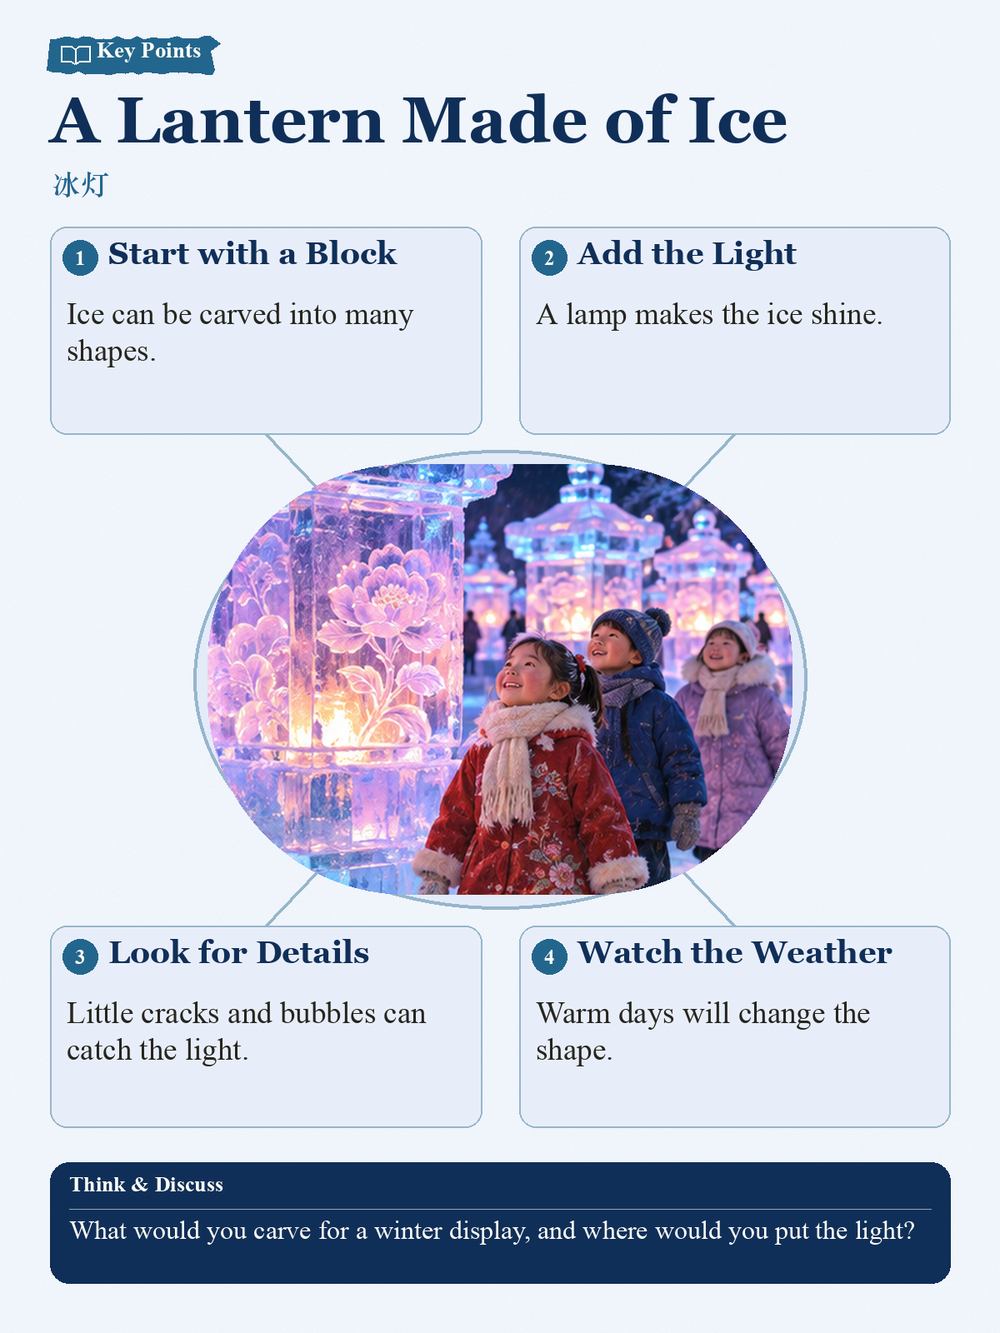 Key Points
A Lantern Made of Ice
冰灯
1 Start with a Block
Ice can be carved into many
shapes.
2 Add the Light
A lamp makes the ice shine.
3 Look for Details
Little cracks and bubbles can
catch the light.
4 Watch the Weather
Warm days will change the
shape.
Think & Discuss
What would you carve for a winter display, and where would you put the light?